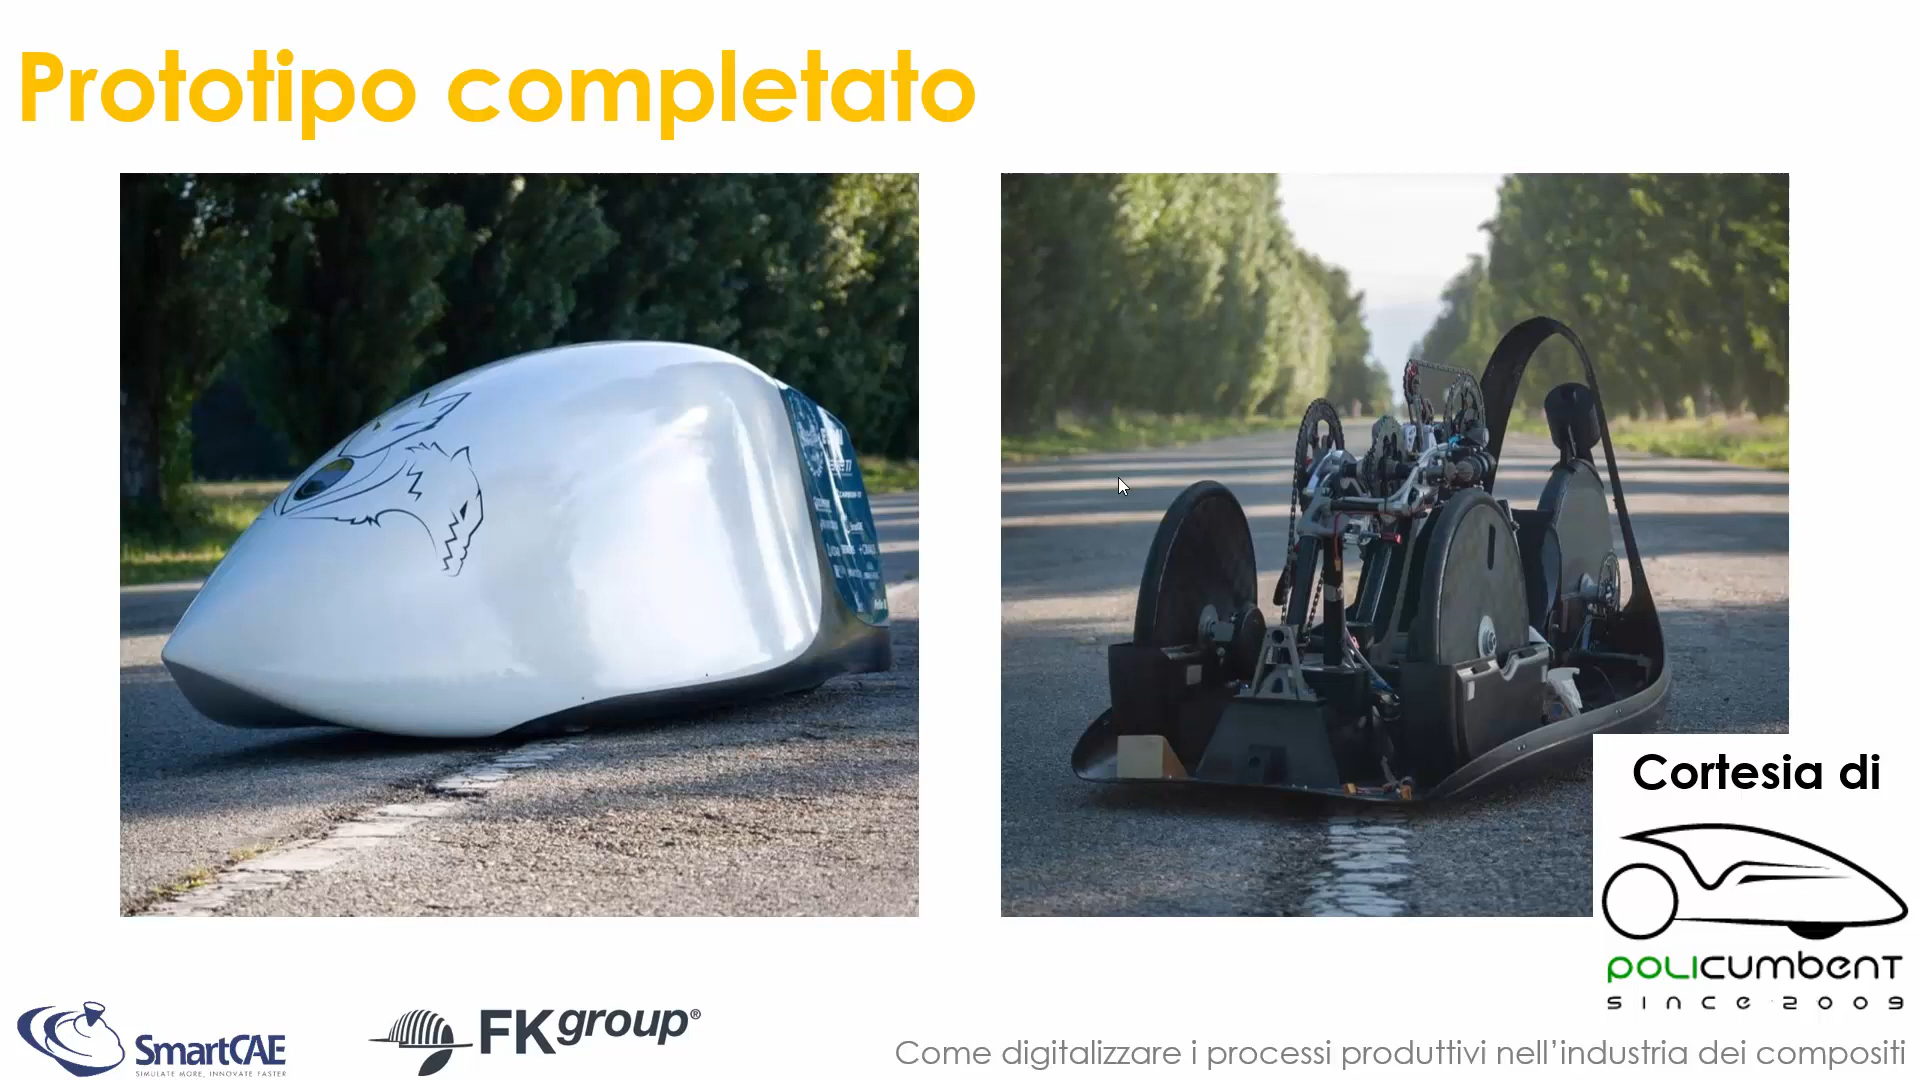 Prototipo completato
Cortesia di
POLICUMBENT
SINCE 2009
SmartCAE
SIMULATE MORE, INNOVATE FASTER
FKgroup®
Come digitalizzare i processi produttivi nell'industria dei compositi